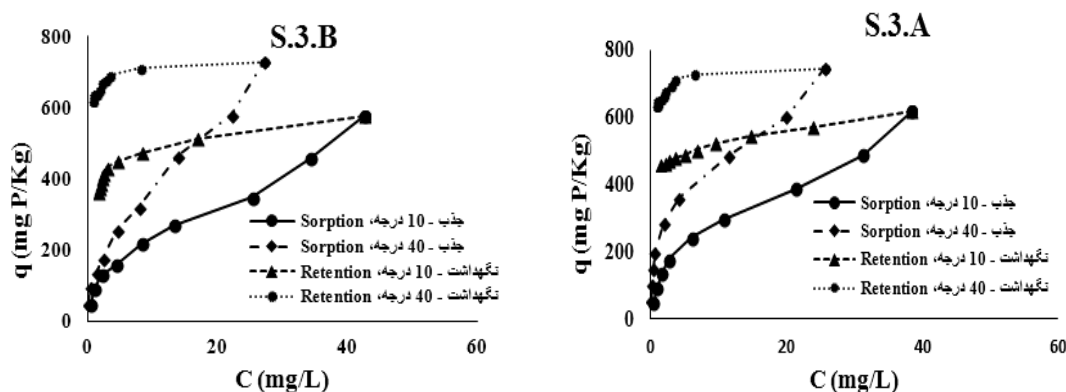 S.3.B
q (mg P/Kg)
800
600
400
200
0
0 20 40 60
C (mg/L)
Sorption ،جذب - 10 درجه
Sorption ،جذب - 40 درجه
Retention ،نگهداشت - 10 درجه
Retention ،نگهداشت - 40 درجه
S.3.A
q (mg P/Kg)
800
600
400
200
0
0 20 40 60
C (mg/L)
Sorption ،جذب - 10 درجه
Sorption ،جذب - 40 درجه
Retention ،نگهداشت - 10 درجه
Retention ،نگهداشت - 40 درجه